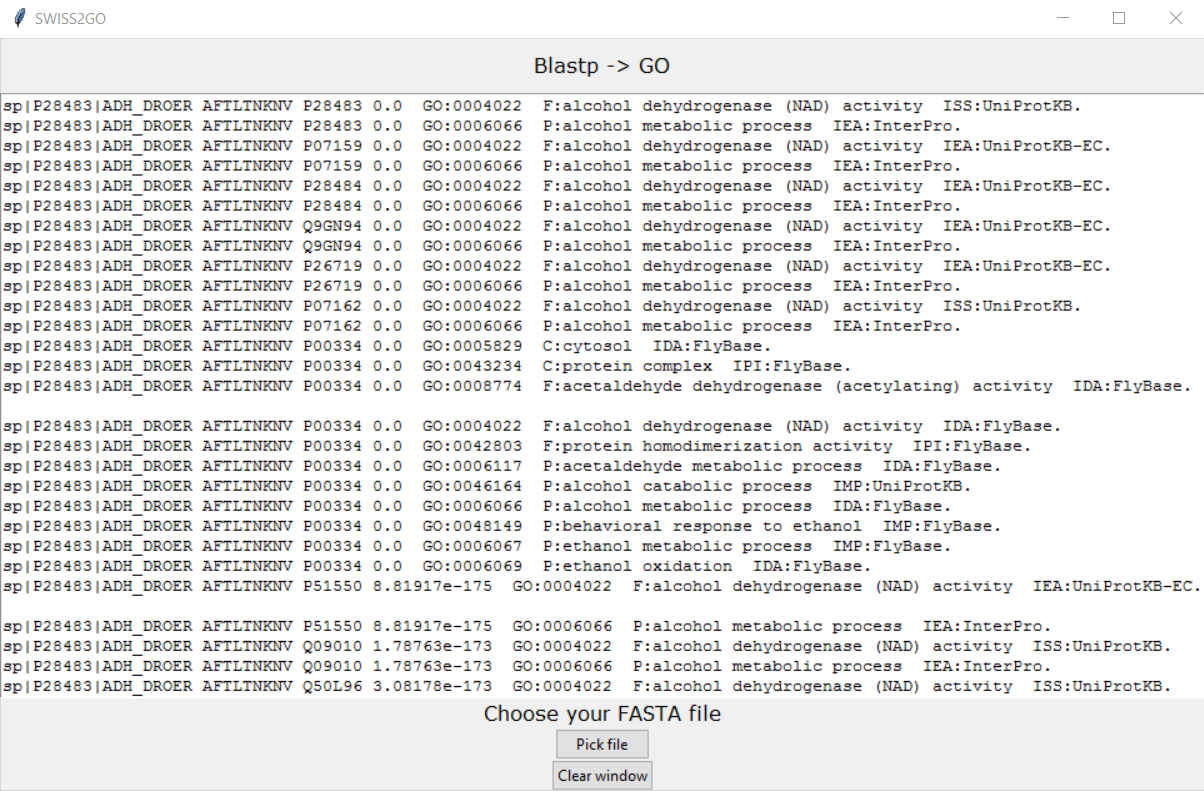 SWISS2GO
Blastp -> GO
sp|P28483|ADH_DROER AFTLTNKNV P28483 0.0  GO:0004022  F:alcohol dehydrogenase (NAD) activity  ISS:UniProtKB.
sp|P28483|ADH_DROER AFTLTNKNV P28483 0.0  GO:0006066  P:alcohol metabolic process  IEA:InterPro.
sp|P28483|ADH_DROER AFTLTNKNV P07159 0.0  GO:0004022  F:alcohol dehydrogenase (NAD) activity  IEA:UniProtKB-EC.
sp|P28483|ADH_DROER AFTLTNKNV P07159 0.0  GO:0006066  P:alcohol metabolic process  IEA:InterPro.
sp|P28483|ADH_DROER AFTLTNKNV P28484 0.0  GO:0004022  F:alcohol dehydrogenase (NAD) activity  IEA:UniProtKB-EC.
sp|P28483|ADH_DROER AFTLTNKNV P28484 0.0  GO:0006066  P:alcohol metabolic process  IEA:InterPro.
sp|P28483|ADH_DROER AFTLTNKNV Q9GN94 0.0  GO:0004022  F:alcohol dehydrogenase (NAD) activity  IEA:UniProtKB-EC.
sp|P28483|ADH_DROER AFTLTNKNV Q9GN94 0.0  GO:0006066  P:alcohol metabolic process  IEA:InterPro.
sp|P28483|ADH_DROER AFTLTNKNV P26719 0.0  GO:0004022  F:alcohol dehydrogenase (NAD) activity  IEA:UniProtKB-EC.
sp|P28483|ADH_DROER AFTLTNKNV P26719 0.0  GO:0006066  P:alcohol metabolic process  IEA:InterPro.
sp|P28483|ADH_DROER AFTLTNKNV P07162 0.0  GO:0004022  F:alcohol dehydrogenase (NAD) activity  ISS:UniProtKB.
sp|P28483|ADH_DROER AFTLTNKNV P07162 0.0  GO:0006066  P:alcohol metabolic process  IEA:InterPro.
sp|P28483|ADH_DROER AFTLTNKNV P00334 0.0  GO:0005829  C:cytosol  IDA:FlyBase.
sp|P28483|ADH_DROER AFTLTNKNV P00334 0.0  GO:0043234  C:protein complex  IPI:FlyBase.
sp|P28483|ADH_DROER AFTLTNKNV P00334 0.0  GO:0008774  F:acetaldehyde dehydrogenase (acetylating) activity  IDA:FlyBase.
sp|P28483|ADH_DROER AFTLTNKNV P00334 0.0  GO:0004022  F:alcohol dehydrogenase (NAD) activity  IDA:FlyBase.
sp|P28483|ADH_DROER AFTLTNKNV P00334 0.0  GO:0042803  F:protein homodimerization activity  IPI:FlyBase.
sp|P28483|ADH_DROER AFTLTNKNV P00334 0.0  GO:0006117  P:acetaldehyde metabolic process  IDA:FlyBase.
sp|P28483|ADH_DROER AFTLTNKNV P00334 0.0  GO:0046164  P:alcohol catabolic process  IMP:UniProtKB.
sp|P28483|ADH_DROER AFTLTNKNV P00334 0.0  GO:0006066  P:alcohol metabolic process  IDA:FlyBase.
sp|P28483|ADH_DROER AFTLTNKNV P00334 0.0  GO:0048149  P:behavioral response to ethanol  IMP:FlyBase.
sp|P28483|ADH_DROER AFTLTNKNV P00334 0.0  GO:0006067  P:ethanol metabolic process  IMP:FlyBase.
sp|P28483|ADH_DROER AFTLTNKNV P00334 0.0  GO:0006069  P:ethanol oxidation  IDA:FlyBase.
sp|P28483|ADH_DROER AFTLTNKNV P51550 8.81917e-175  GO:0004022  F:alcohol dehydrogenase (NAD) activity  IEA:UniProtKB-EC.
sp|P28483|ADH_DROER AFTLTNKNV P51550 8.81917e-175  GO:0006066  P:alcohol metabolic process  IEA:InterPro.
sp|P28483|ADH_DROER AFTLTNKNV Q09010 1.78763e-173  GO:0004022  F:alcohol dehydrogenase (NAD) activity  ISS:UniProtKB.
sp|P28483|ADH_DROER AFTLTNKNV Q09010 1.78763e-173  GO:0006066  P:alcohol metabolic process  IEA:InterPro.
sp|P28483|ADH_DROER AFTLTNKNV Q50L96 3.08178e-173  GO:0004022  F:alcohol dehydrogenase (NAD) activity  ISS:UniProtKB.
Choose your FASTA file
Pick file
Clear window